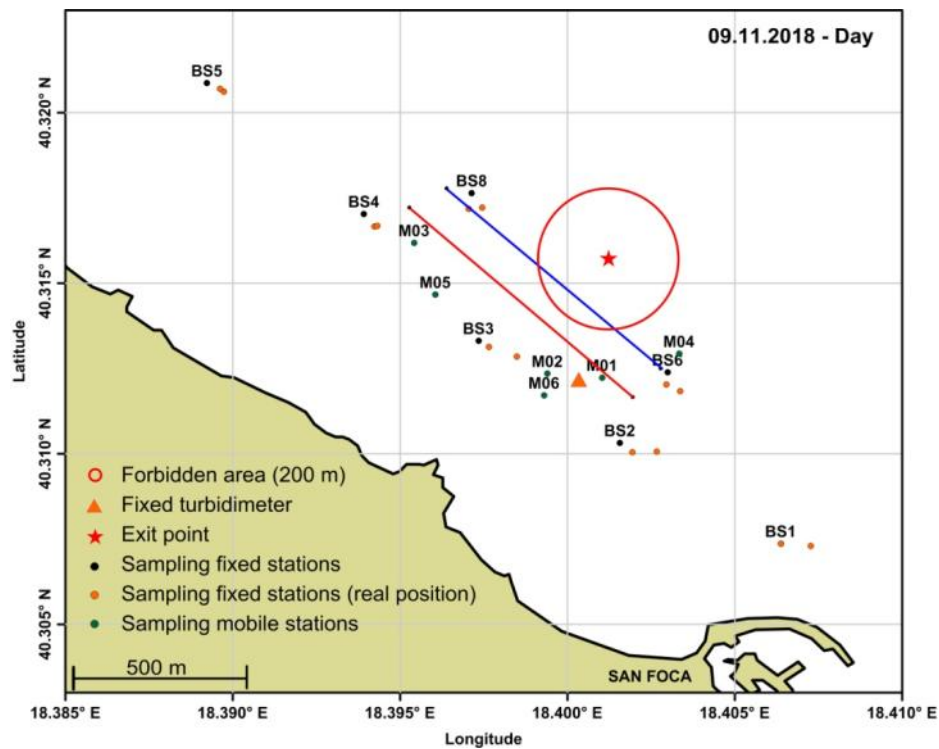 09.11.2018 - Day
BS5
BS8
BS4
M03
M05
BS3
M04
M02
M01
BS6
M06
BS2
BS1
Forbidden area (200 m)
Fixed turbidimeter
Exit point
Sampling fixed stations
Sampling fixed stations (real position)
Sampling mobile stations
500 m
SAN FOCA
40.320° N
40.315° N
40.310° N
40.305° N
Latitude
18.385° E
18.390° E
18.395° E
18.400° E
18.405° E
18.410° E
Longitude